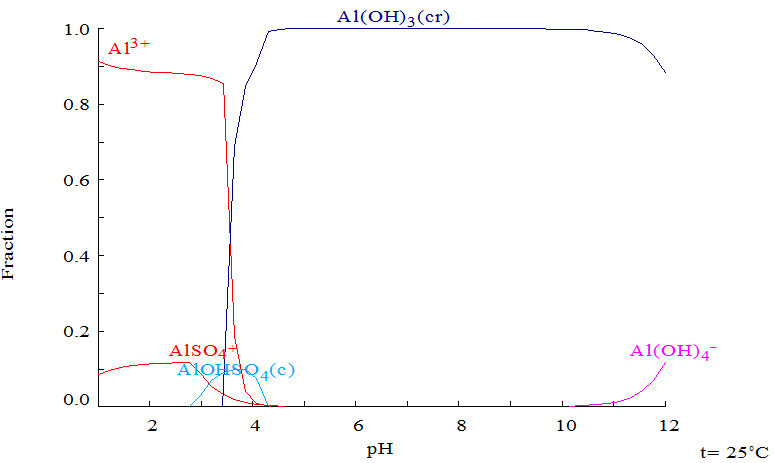 Al(OH)₃(cr)
1.0
Al³⁺
0.8
0.6
Fraction
0.4
0.2
AlSO₄⁺
Al(OH)₄⁻
AlOHSO₄(c)
0.0
2 4 6 8 10 12
pH
t= 25°C